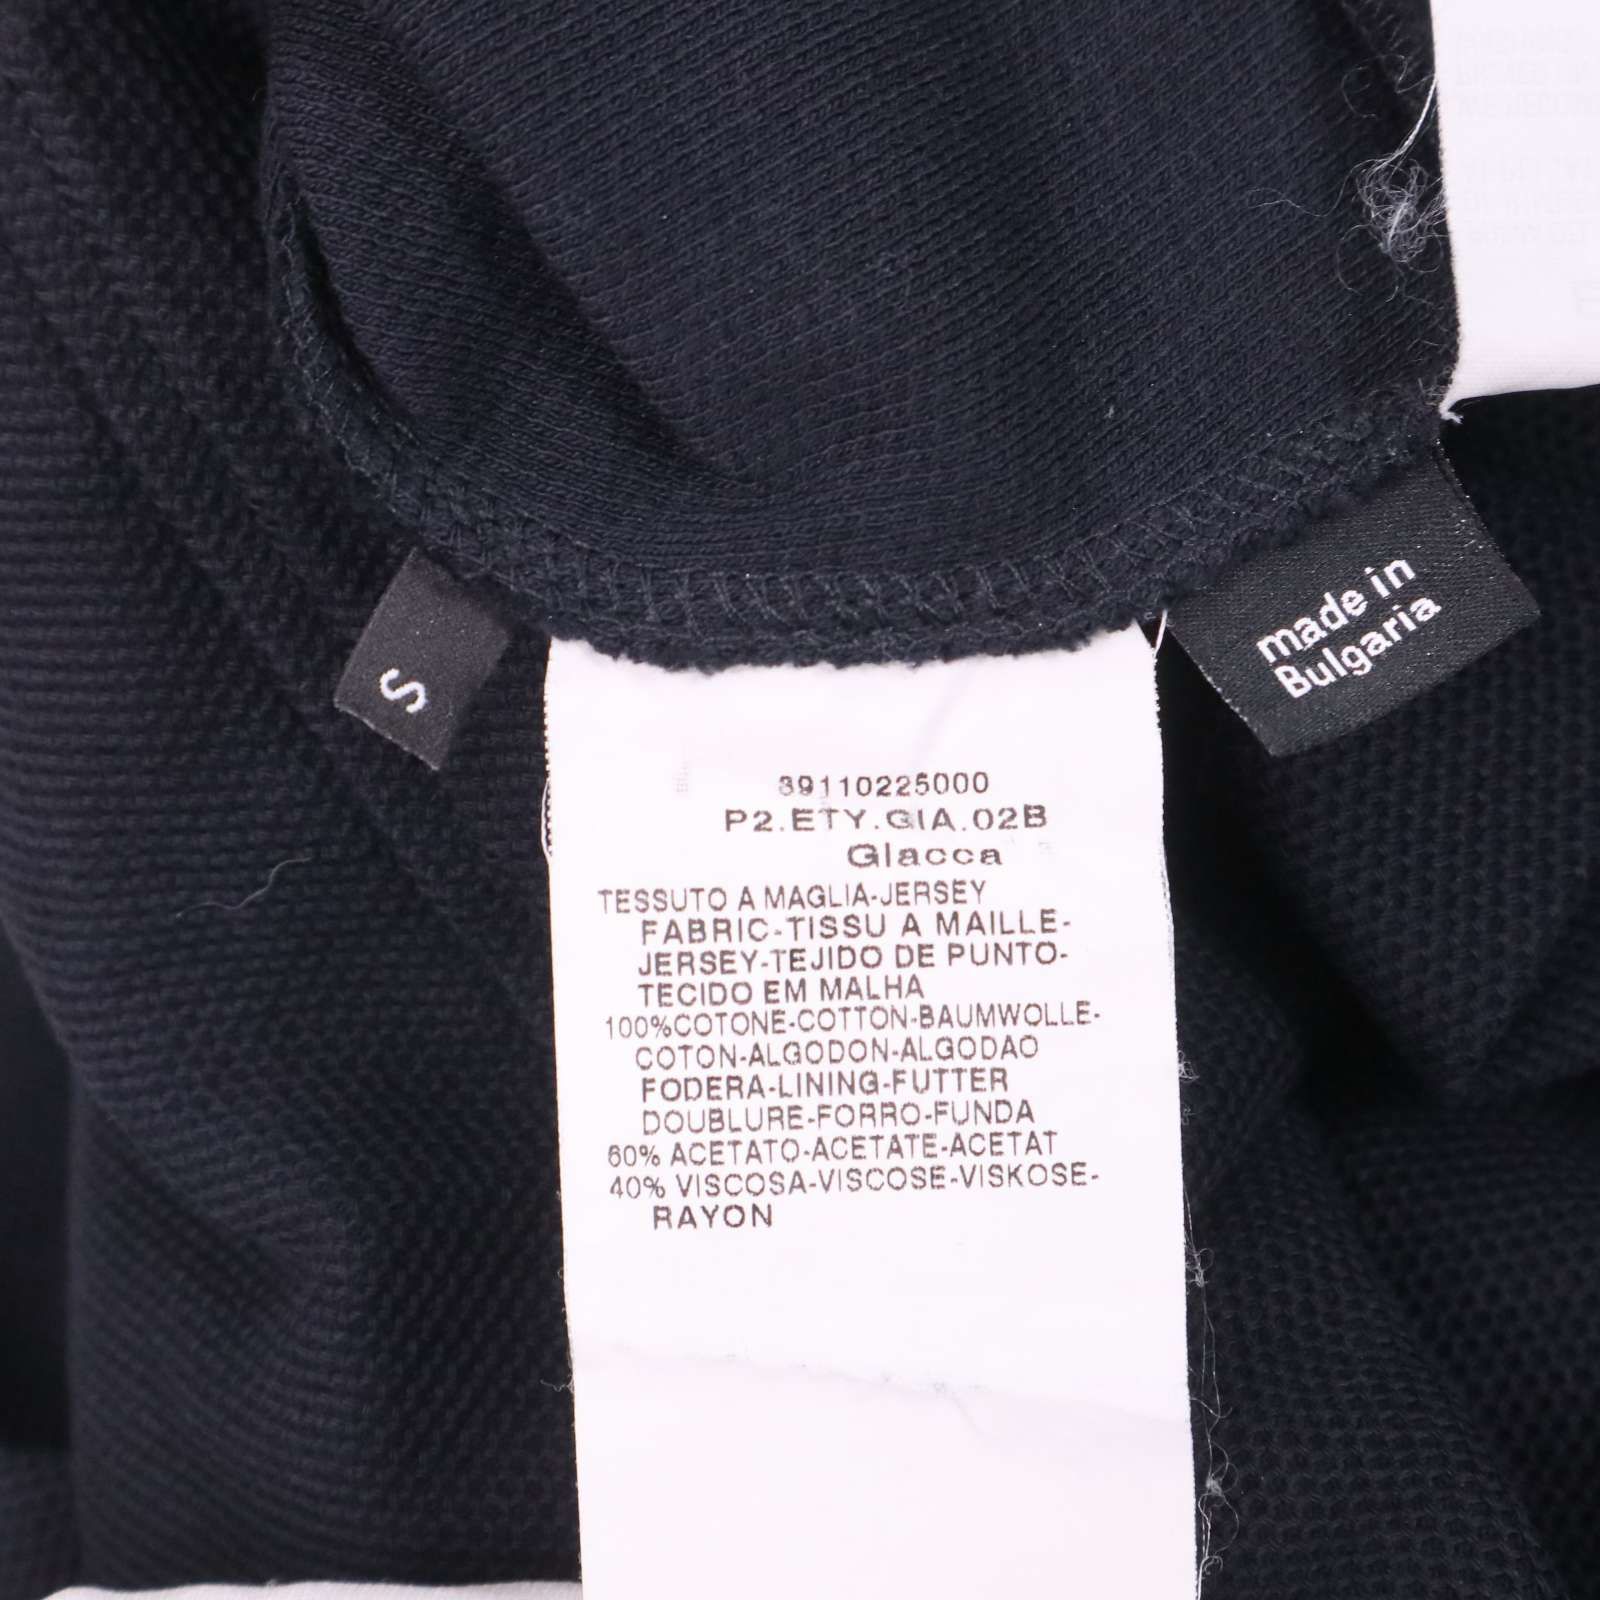 S
made in
Bulgaria
39110225000
P2.ETY.GIA.02B
Giacca
TESSUTO A MAGLIA-JERSEY
FABRIC-TISSU A MAILLE-
JERSEY-TEJIDO DE PUNTO-
TECIDO EM MALHA
100%COTONE-COTTON-BAUMWOLLE-
COTON-ALGODON-ALGODAO
FODERA-LINING-FUTTER
DOUBLURE-FORRO-FUNDA
60% ACETATO-ACETATE-ACETAT
40% VISCOSA-VISCOSE-VISKOSE-
RAYON